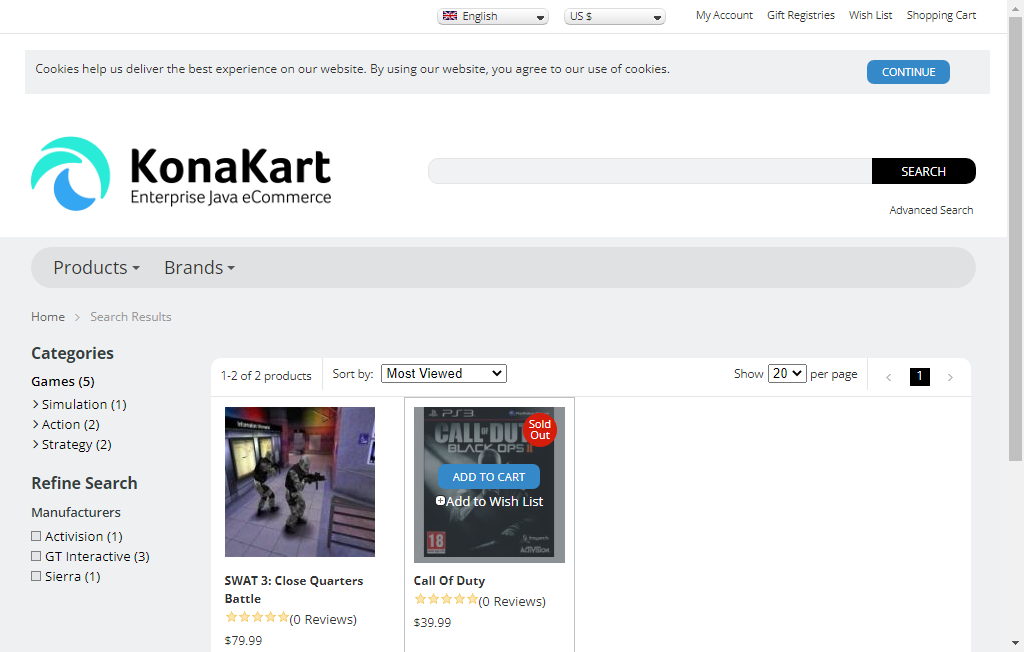 English
US $
My Account
Gift Registries
Wish List
Shopping Cart
Cookies help us deliver the best experience on our website. By using our website, you agree to our use of cookies.
CONTINUE
KonaKart
Enterprise Java eCommerce
SEARCH
Advanced Search
Products
Brands
Home
Search Results
Categories
Games (5)
Simulation (1)
Action (2)
Strategy (2)
Refine Search
Manufacturers
Activision (1)
GT Interactive (3)
Sierra (1)
1-2 of 2 products
Sort by:
Most Viewed
Show
20
per page
1
SWAT 3: Close Quarters
Battle
(0 Reviews)
$79.99
PS3
CALL OF DUTY
BLACK OPS II
Sold
Out
ADD TO CART
Add to Wish List
18
ACTIVISION
Call Of Duty
(0 Reviews)
$39.99